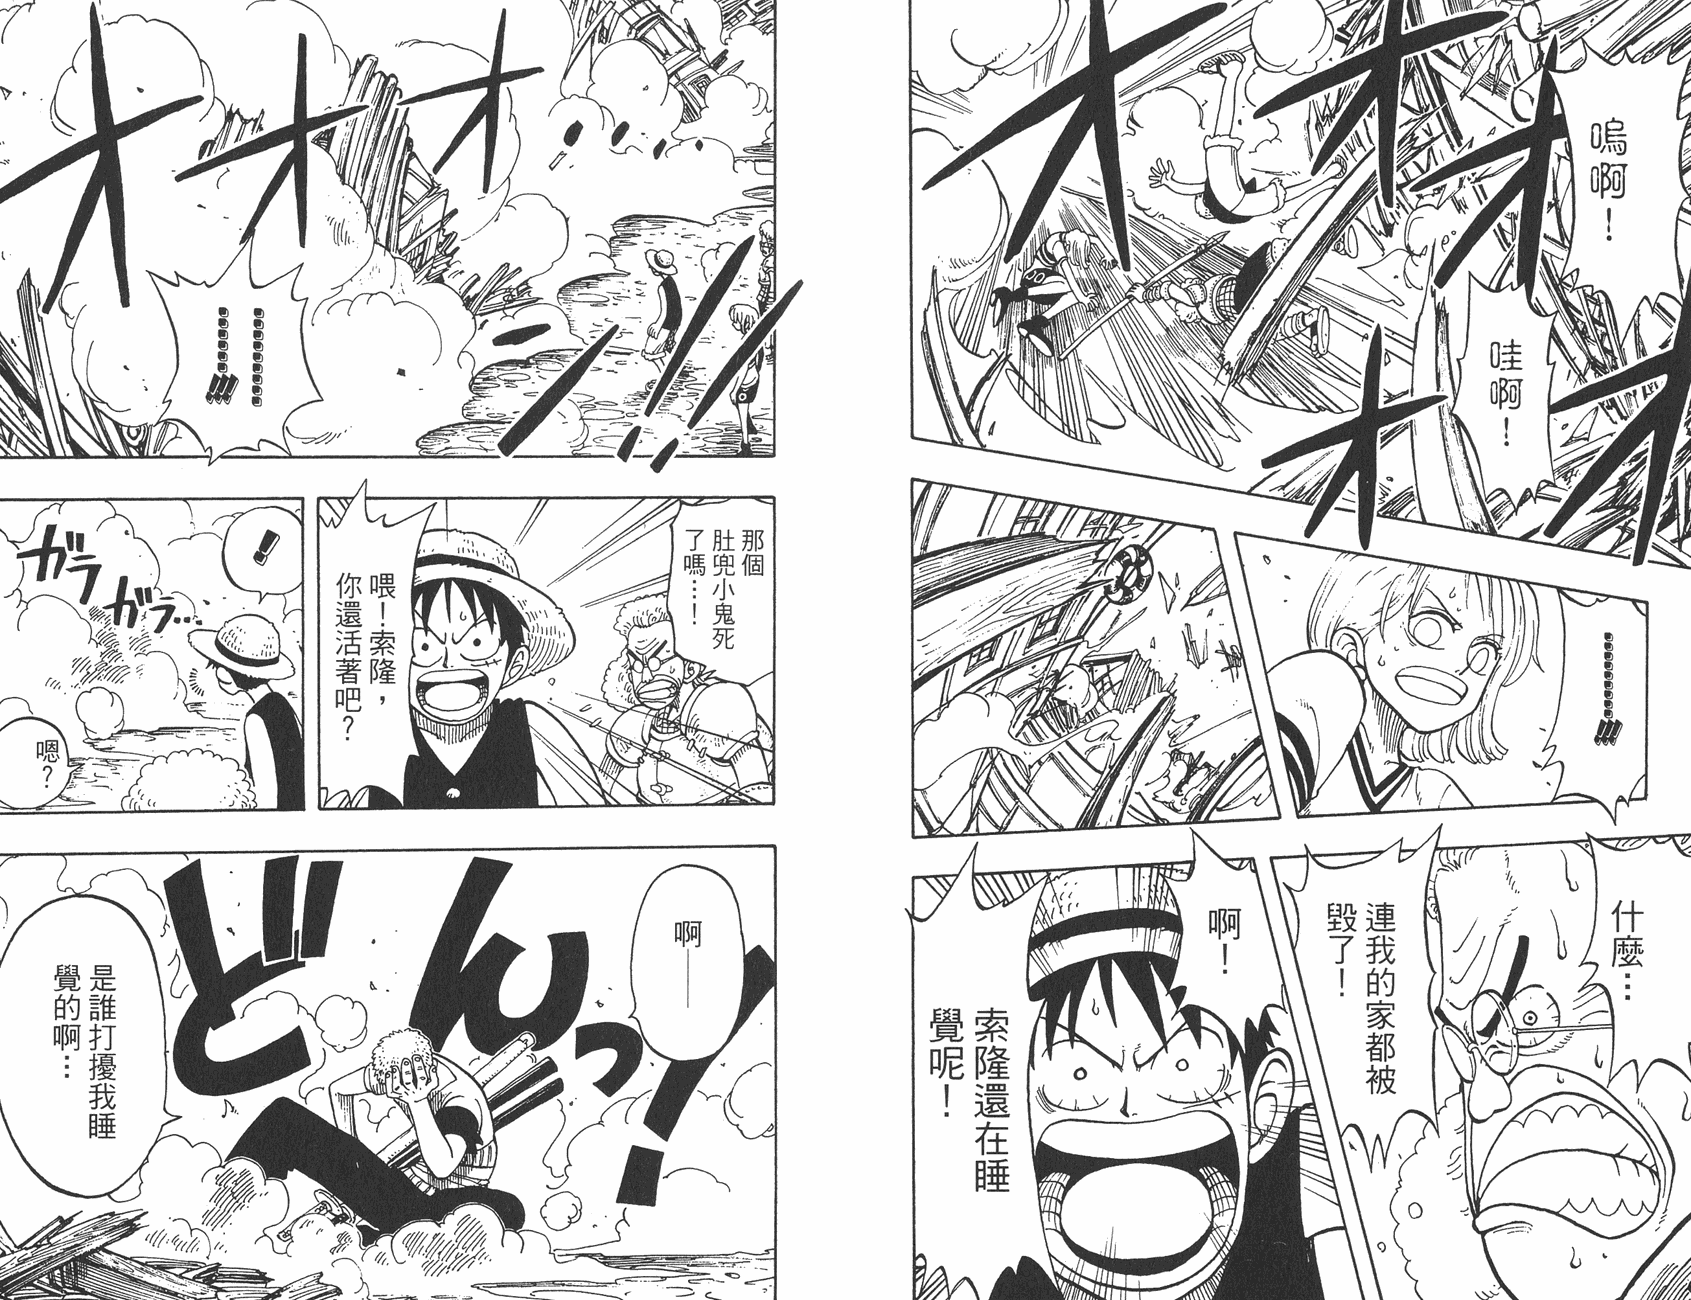 嗚啊！
哇啊！
オオオオ
オ
………!!!
什麼…
連我的家都被
毀了！
啊！
索隆還在睡
覺呢！
オオオ!!
………
……!!!
那個
肚兜小鬼死
了嗎…！
喂！索隆，
你還活著吧？
！
ガラ
ガラ…
嗯？
啊——
どんっ！
是誰打擾我睡
覺的啊…